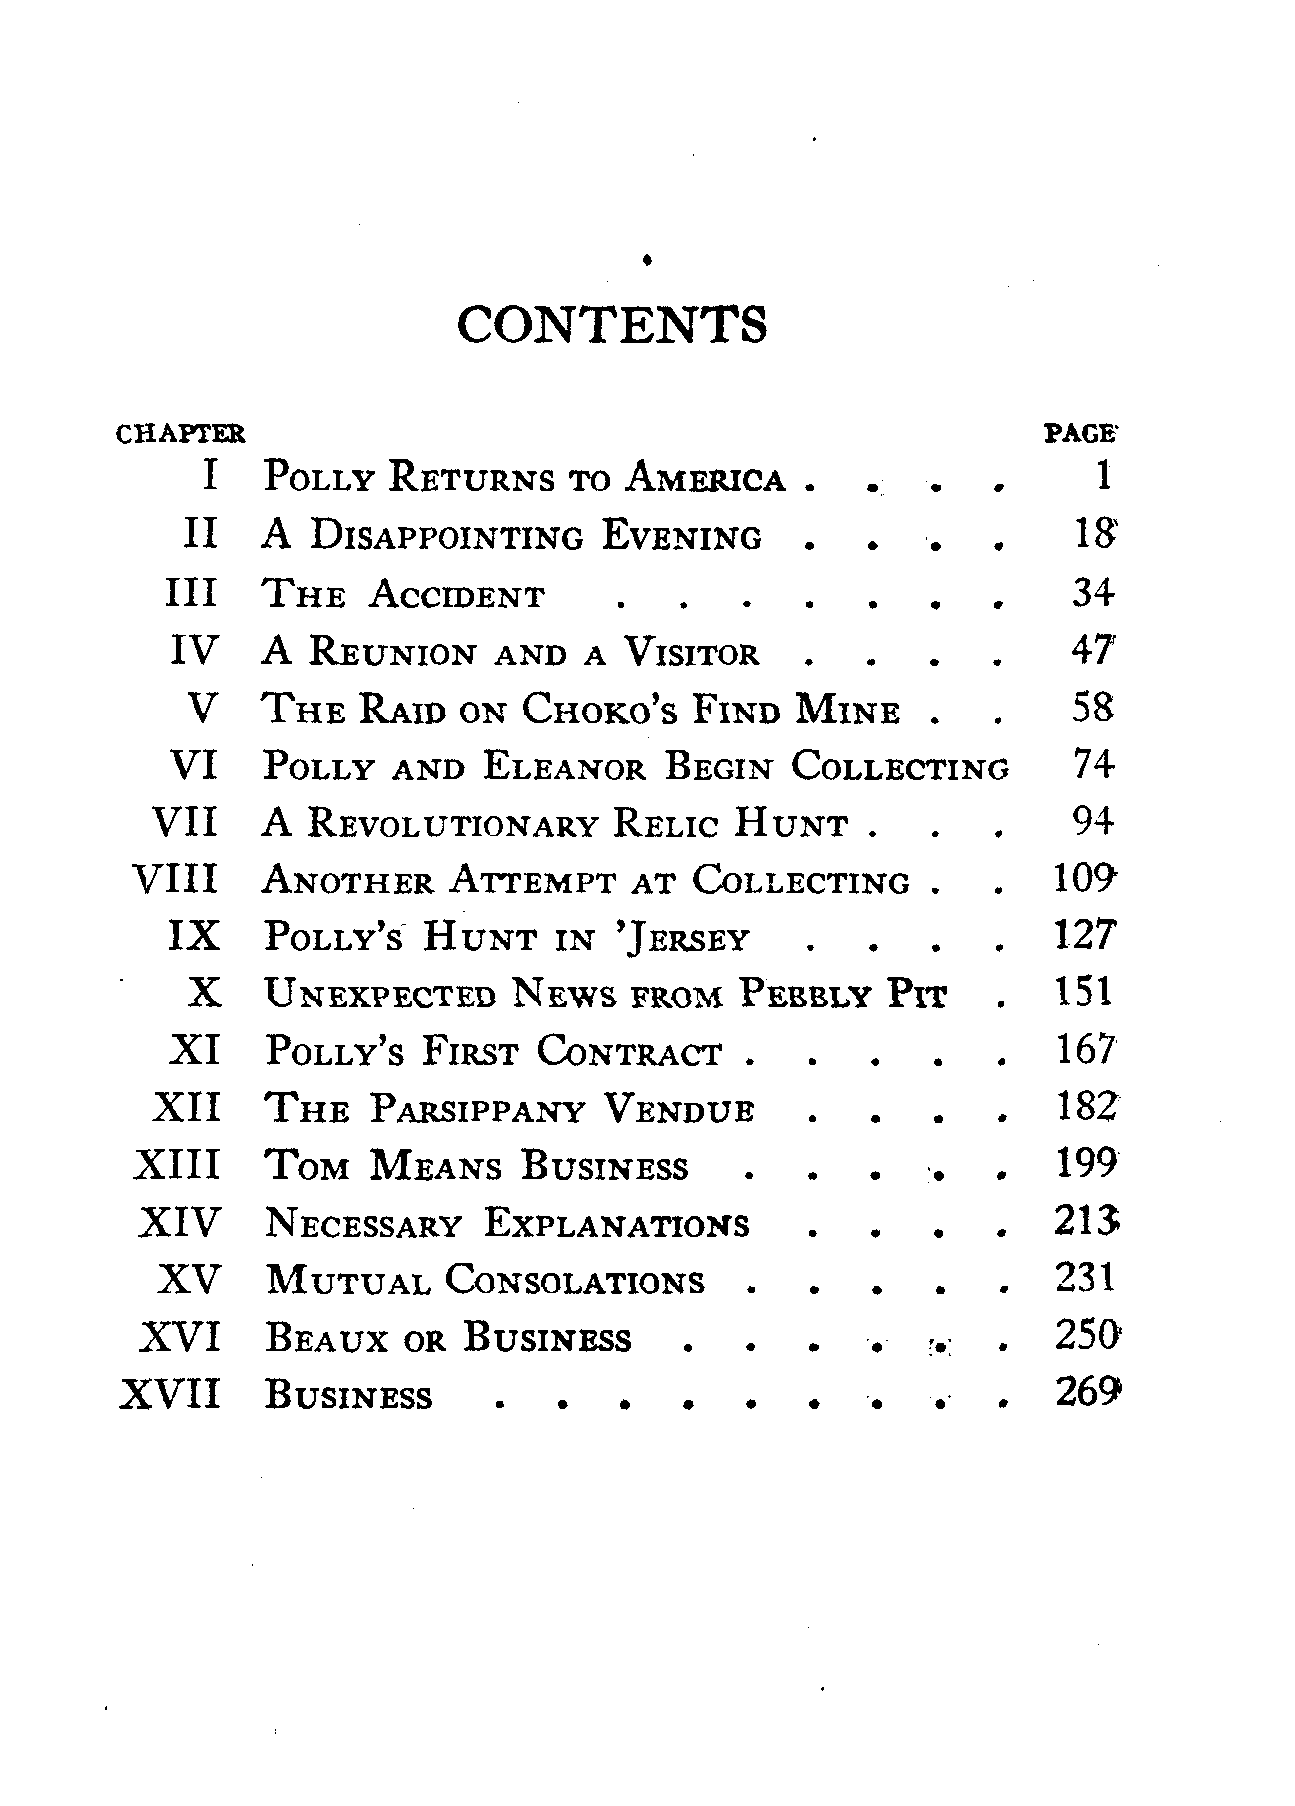 CONTENTS
CHAPTER PAGE
I Polly Returns to America . . . . 1
II A Disappointing Evening . . . . 18
III The Accident . . . . . . . 34
IV A Reunion and a Visitor . . . . 47
V The Raid on Choko's Find Mine . . 58
VI Polly and Eleanor Begin Collecting 74
VII A Revolutionary Relic Hunt . . . 94
VIII Another Attempt at Collecting . . 109
IX Polly's Hunt in 'Jersey . . . . 127
X Unexpected News from Pebbly Pit . 151
XI Polly's First Contract . . . . . 167
XII The Parsippany Vendue . . . . 182
XIII Tom Means Business . . . . . 199
XIV Necessary Explanations . . . . 213
XV Mutual Consolations . . . . . 231
XVI Beaux or Business . . . . . . 250
XVII Business . . . . . . . . . 269